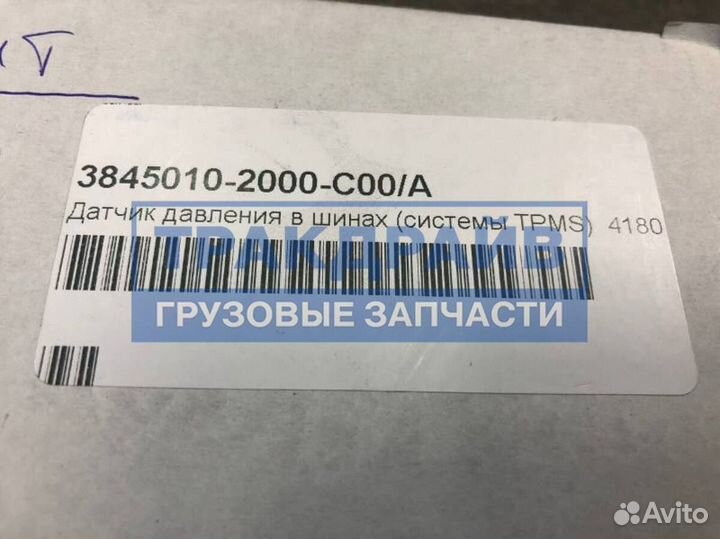 3845010-2000-C00/A
Датчик давления в шинах (системы TPMS) 4180
ТРАКДРАЙВ
ГРУЗОВЫЕ ЗАПЧАСТИ
Avito